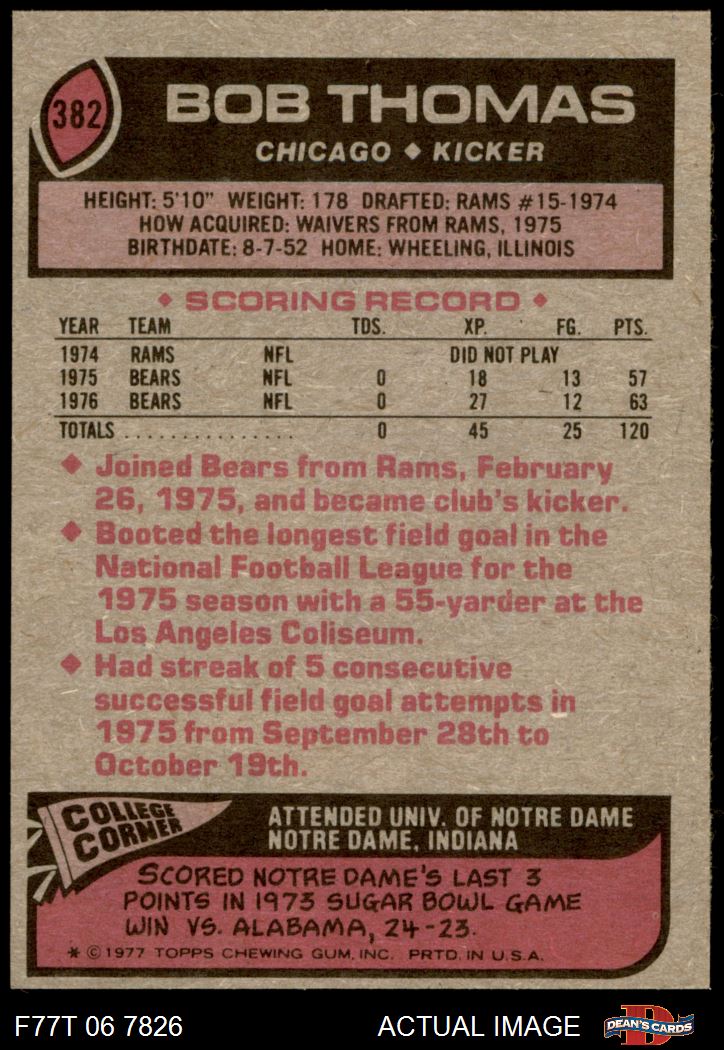 382
BOB THOMAS
CHICAGO ♦ KICKER
HEIGHT: 5'10" WEIGHT: 178 DRAFTED: RAMS #15-1974
HOW ACQUIRED: WAIVERS FROM RAMS, 1975
BIRTHDATE: 8-7-52 HOME: WHEELING, ILLINOIS
♦ SCORING RECORD ♦
YEAR TEAM TDS. XP. FG. PTS.
1974 RAMS NFL DID NOT PLAY
1975 BEARS NFL 0 18 13 57
1976 BEARS NFL 0 27 12 63
TOTALS . . . . . . . . . . . . . . . 0 45 25 120
♦ Joined Bears from Rams, February
26, 1975, and became club's kicker.
♦ Booted the longest field goal in the
National Football League for the
1975 season with a 55-yarder at the
Los Angeles Coliseum.
♦ Had streak of 5 consecutive
successful field goal attempts in
1975 from September 28th to
October 19th.
COLLEGE
CORNER
ATTENDED UNIV. OF NOTRE DAME
NOTRE DAME, INDIANA
SCORED NOTRE DAME'S LAST 3
POINTS IN 1973 SUGAR BOWL GAME
WIN VS. ALABAMA, 24-23.
* © 1977 TOPPS CHEWING GUM, INC. PRTD. IN U.S.A.
F77T 06 7826
ACTUAL IMAGE
D
DEAN'S CARDS